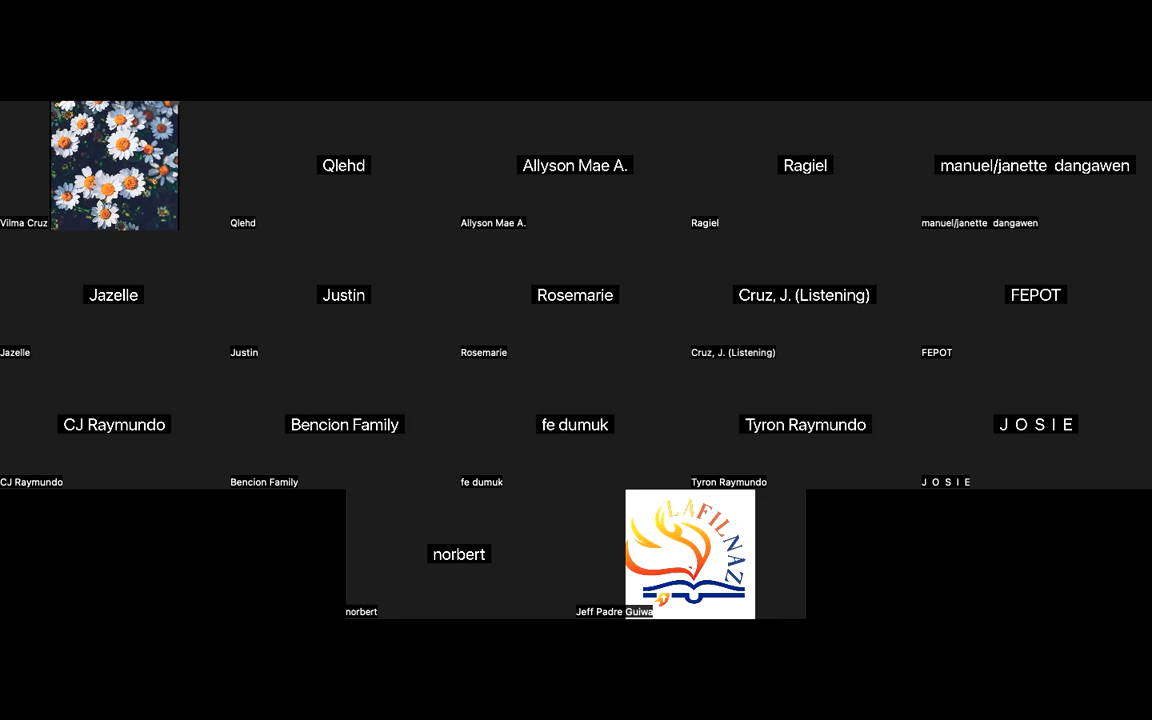 Vilma Cruz
Qlehd
Qlehd
Allyson Mae A.
Allyson Mae A.
Ragiel
Ragiel
manuel/janette dangawen
manuel/janette dangawen
Jazelle
Jazelle
Justin
Justin
Rosemarie
Rosemarie
Cruz, J. (Listening)
Cruz, J. (Listening)
FEPOT
FEPOT
CJ Raymundo
CJ Raymundo
Bencion Family
Bencion Family
fe dumuk
fe dumuk
Tyron Raymundo
Tyron Raymundo
J O S I E
J O S I E
norbert
norbert
LAFILNAZ
Jeff Padre Guiwa